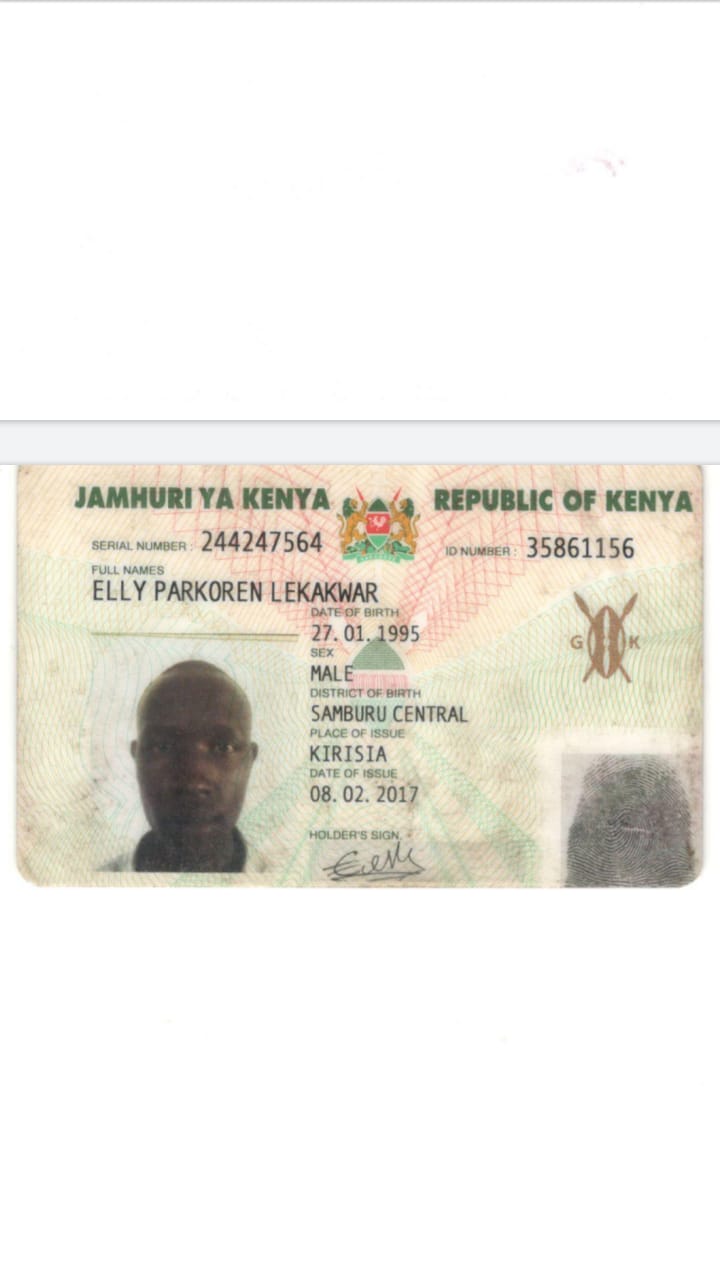 JAMHURI YA KENYA REPUBLIC OF KENYA
SERIAL NUMBER : 244247564 ID NUMBER : 35861156
FULL NAMES
ELLY PARKOREN LEKAKWAR
DATE OF BIRTH
27. 01. 1995
SEX
MALE
DISTRICT OF BIRTH
SAMBURU CENTRAL
PLACE OF ISSUE
KIRISIA
DATE OF ISSUE
08. 02. 2017
HOLDER'S SIGN.
G K